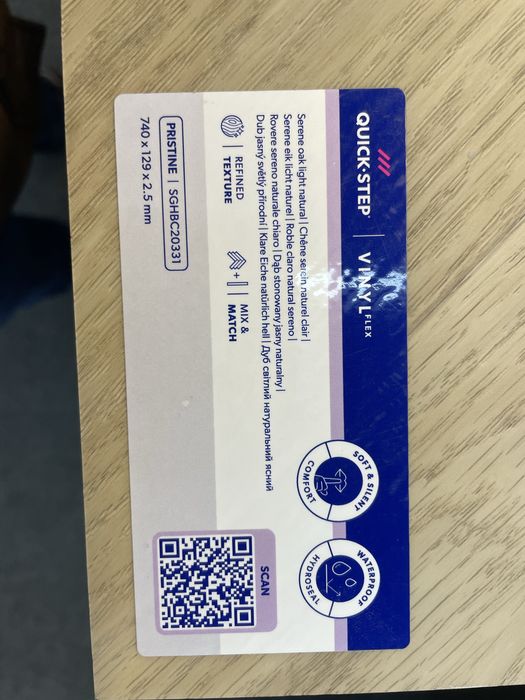 QUICK·STEP | VINYL FLEX
SOFT & SILENT
COMFORT
WATERPROOF
HYDROSEAL
Serene oak light natural | Chêne serein naturel clair |
Serene eik licht naturel | Roble claro natural sereno |
Rovere sereno naturale chiaro | Dąb stonowany jasny naturalny |
Dub jasný světlý přírodní | Klare Eiche natürlich hell | Дуб світлий натуральний ясний
REFINED
TEXTURE
MIX &
MATCH
SCAN
PRISTINE | SGHBC20331
740 x 129 x 2.5 mm